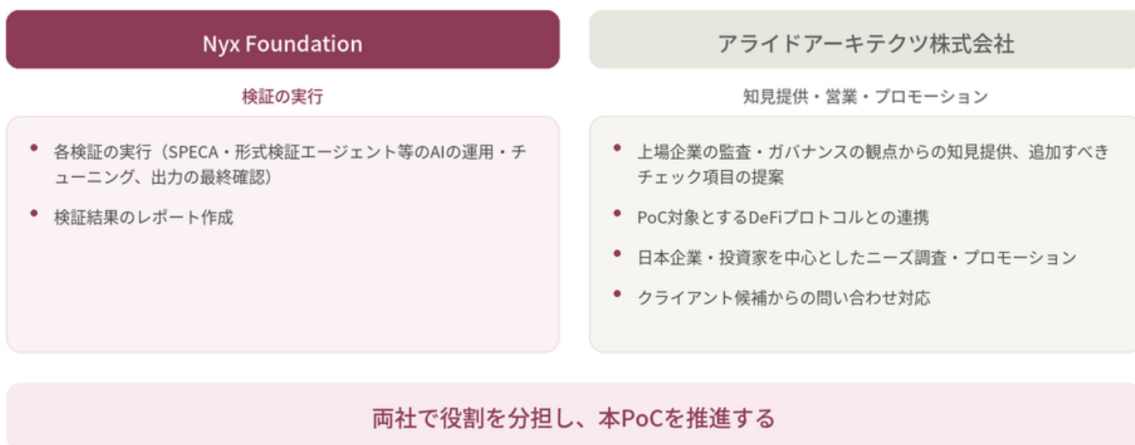 Nyx Foundation
検証の実行
• 各検証の実行（SPECA・形式検証エージェント等のAIの運用・チ
ューニング、出力の最終確認）
• 検証結果のレポート作成
アライドアーキテクツ株式会社
知見提供・営業・プロモーション
• 上場企業の監査・ガバナンスの観点からの知見提供、追加すべき
チェック項目の提案
• PoC対象とするDeFiプロトコルとの連携
• 日本企業・投資家を中心としたニーズ調査・プロモーション
• クライアント候補からの問い合わせ対応
両社で役割を分担し、本PoCを推進する